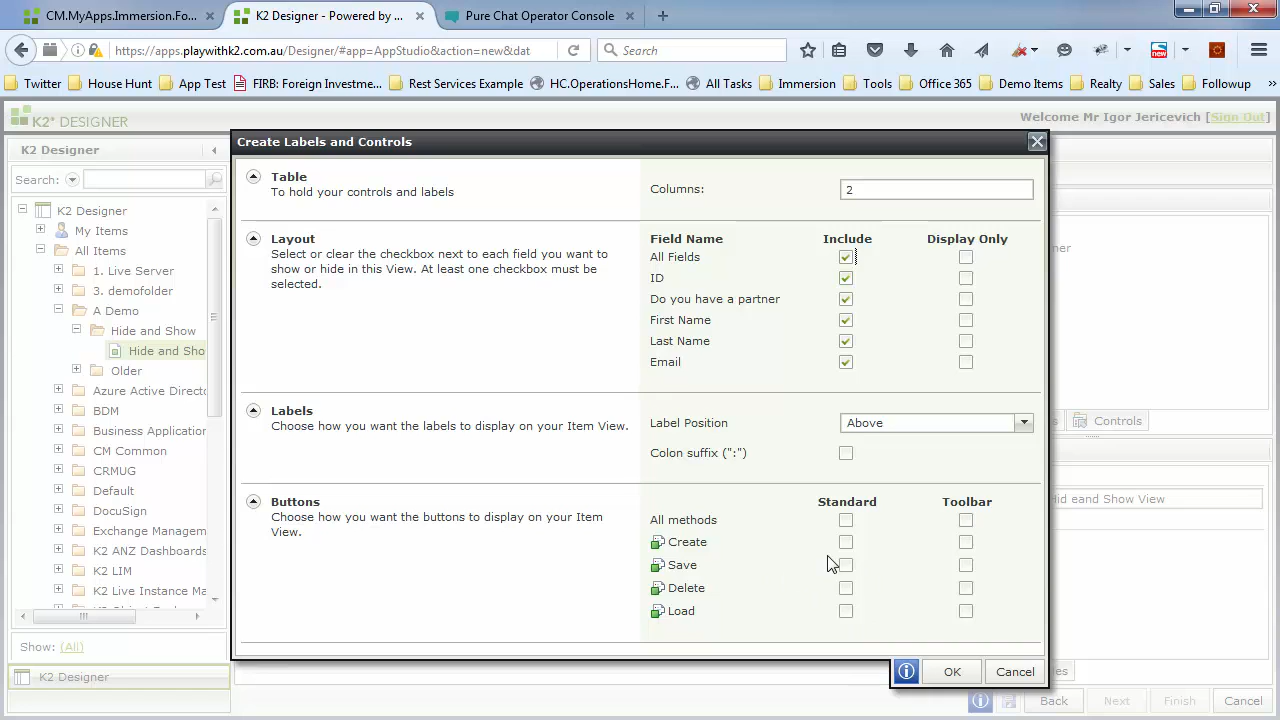 CM.MyApps.Immersion.Fo...
K2 Designer - Powered by ...
Pure Chat Operator Console
https://apps.playwithk2.com.au/Designer/#app=AppStudio&action=new&dat
Search
Twitter House Hunt App Test FIRB: Foreign Investme... Rest Services Example HC.OperationsHome.F... All Tasks Immersion Tools Office 365 Demo Items Realty Sales Followup
K2 DESIGNER
Welcome Mr Igor Jericevich [Sign Out]
K2 Designer
Search:
K2 Designer
My Items
All Items
1. Live Server
3. demofolder
A Demo
Hide and Show
Hide and Sho
Older
Azure Active Directo
BDM
Business Application
CM Common
CRMUG
Default
DocuSign
Exchange Managem
K2 ANZ Dashboards
K2 LIM
K2 Live Instance Ma
Show: (All)
K2 Designer
Create Labels and Controls
Table
To hold your controls and labels
Columns: 2
Layout
Select or clear the checkbox next to each field you want to
show or hide in this View. At least one checkbox must be
selected.
Field Name Include Display Only
All Fields
ID
Do you have a partner
First Name
Last Name
Email
Labels
Choose how you want the labels to display on your Item View.
Label Position Above
Colon suffix (":")
Buttons
Choose how you want the buttons to display on your Item
View.
Standard Toolbar
All methods
Create
Save
Delete
Load
OK Cancel
Controls
Hid eand Show View
Back Next Finish Cancel